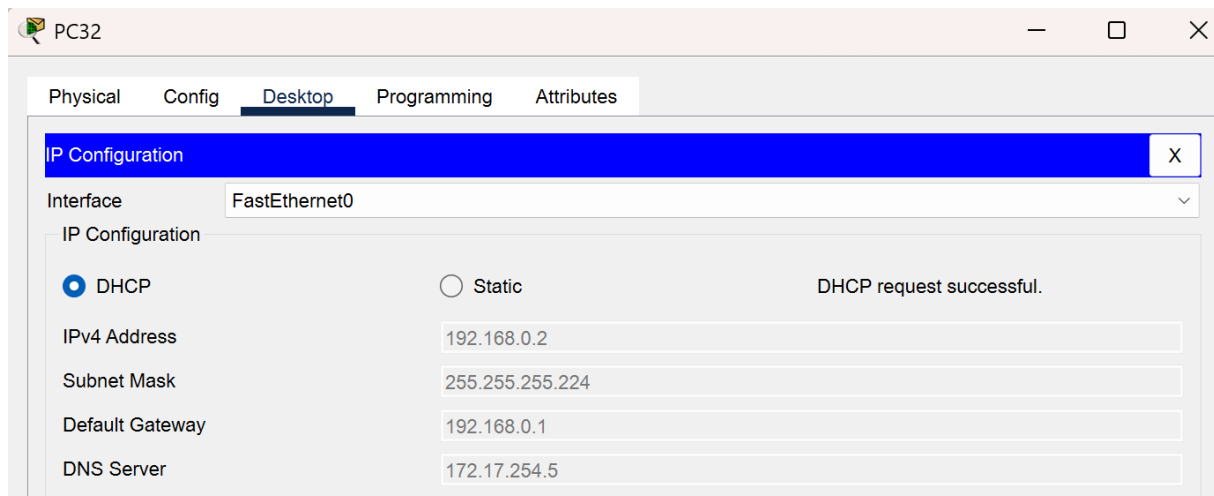 PC32
Physical Config Desktop Programming Attributes
IP Configuration X
Interface FastEthernet0
IP Configuration
DHCP Static DHCP request successful.
IPv4 Address 192.168.0.2
Subnet Mask 255.255.255.224
Default Gateway 192.168.0.1
DNS Server 172.17.254.5